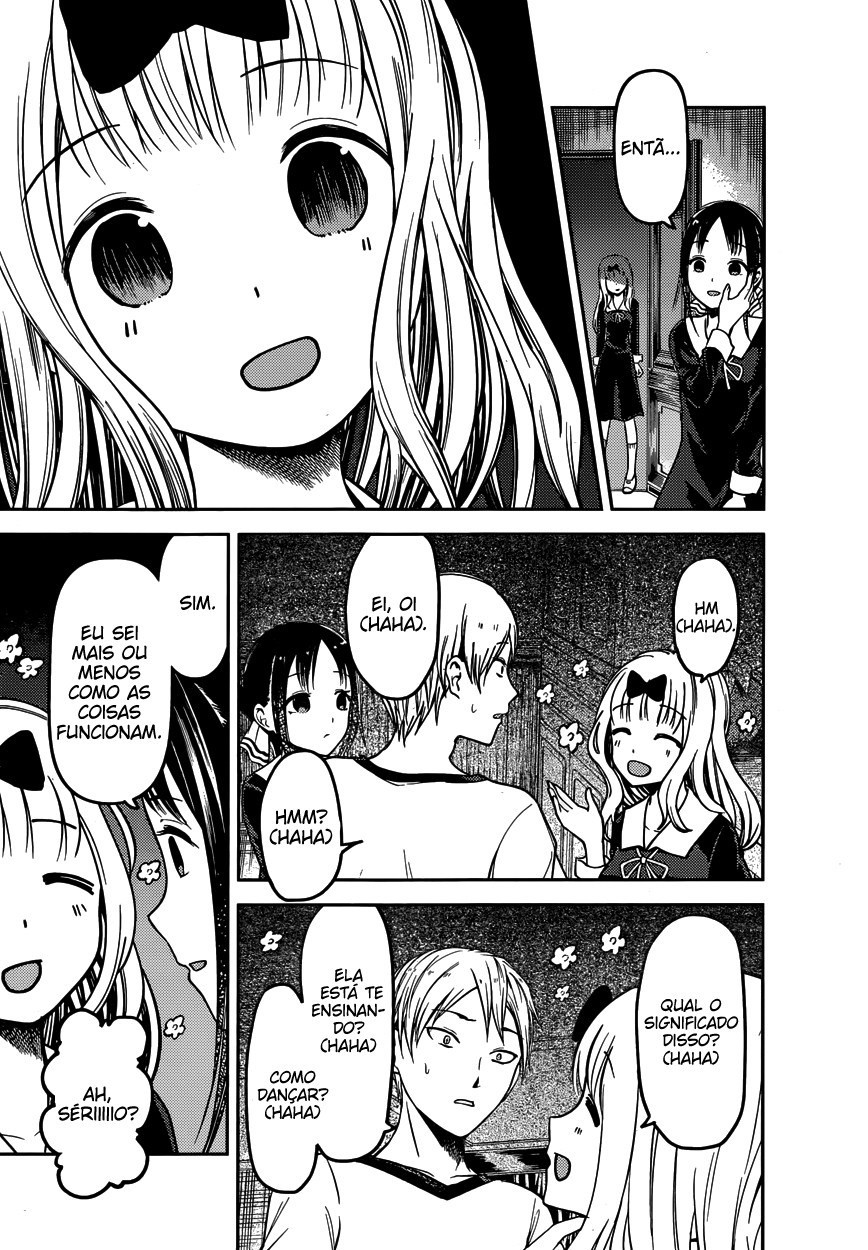 ENTÃ...
HM
(HAHA).
EI, OI
(HAHA).
HMM?
(HAHA)
SIM.
EU SEI
MAIS OU
MENOS
COMO AS
COISAS
FUNCIONAM.
QUAL O
SIGNIFICADO
DISSO?
(HAHA)
ELA
ESTÁ TE
ENSINAN-
DO?
(HAHA)
COMO
DANÇAR?
(HAHA)
AH,
SÉRIIIIIO?